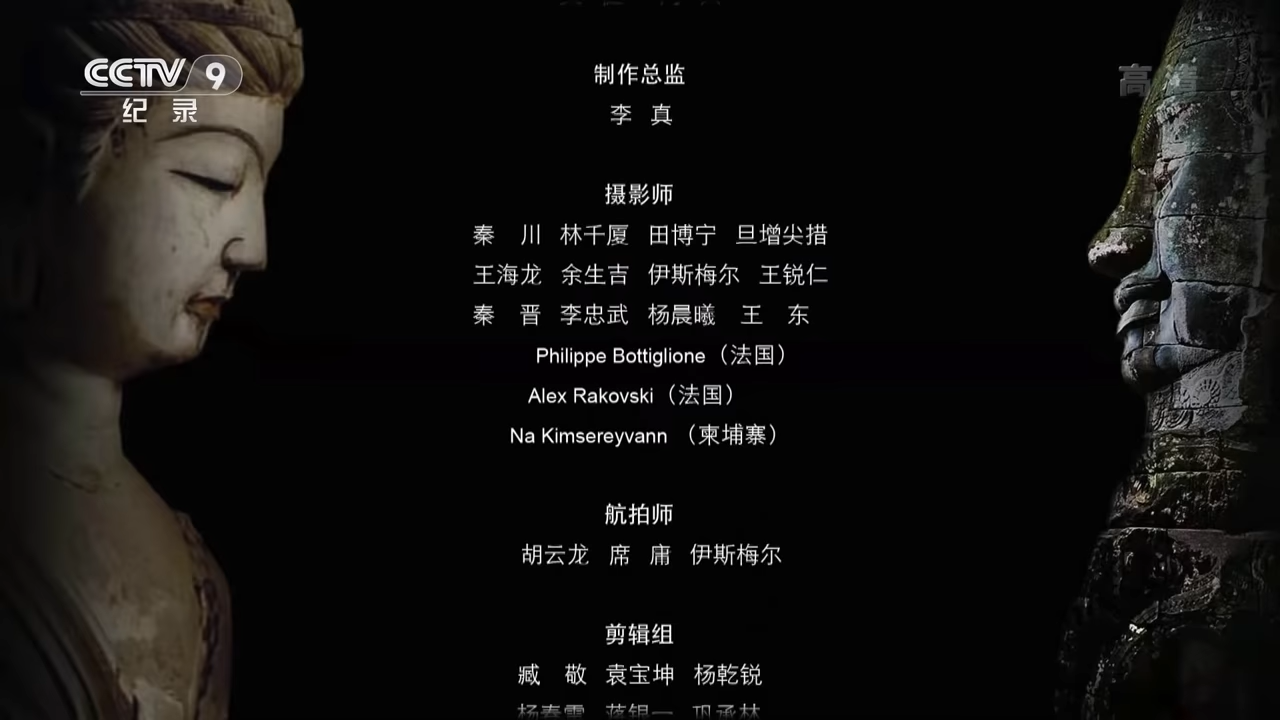 CCTV 9
纪 录
高清
制作总监
李 真
摄影师
秦 川 林千厦 田博宁 旦增尖措
王海龙 余生吉 伊斯梅尔 王锐仁
秦 晋 李忠武 杨晨曦 王 东
Philippe Bottiglione（法国）
Alex Rakovski（法国）
Na Kimsereyvann （柬埔寨）
航拍师
胡云龙 席 庸 伊斯梅尔
剪辑组
臧 敬 袁宝坤 杨乾锐